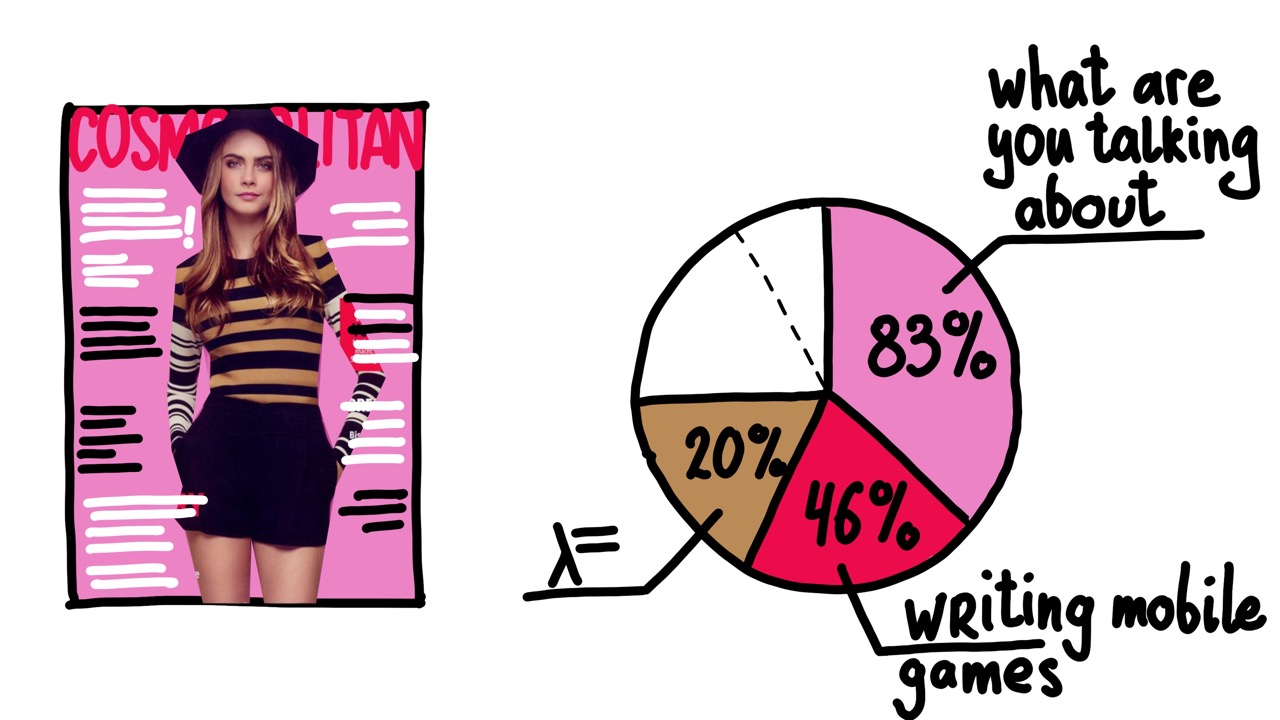 COSMOPOLITAN
what are
you talking
about
83%
20%
46%
λ=
writing mobile
games